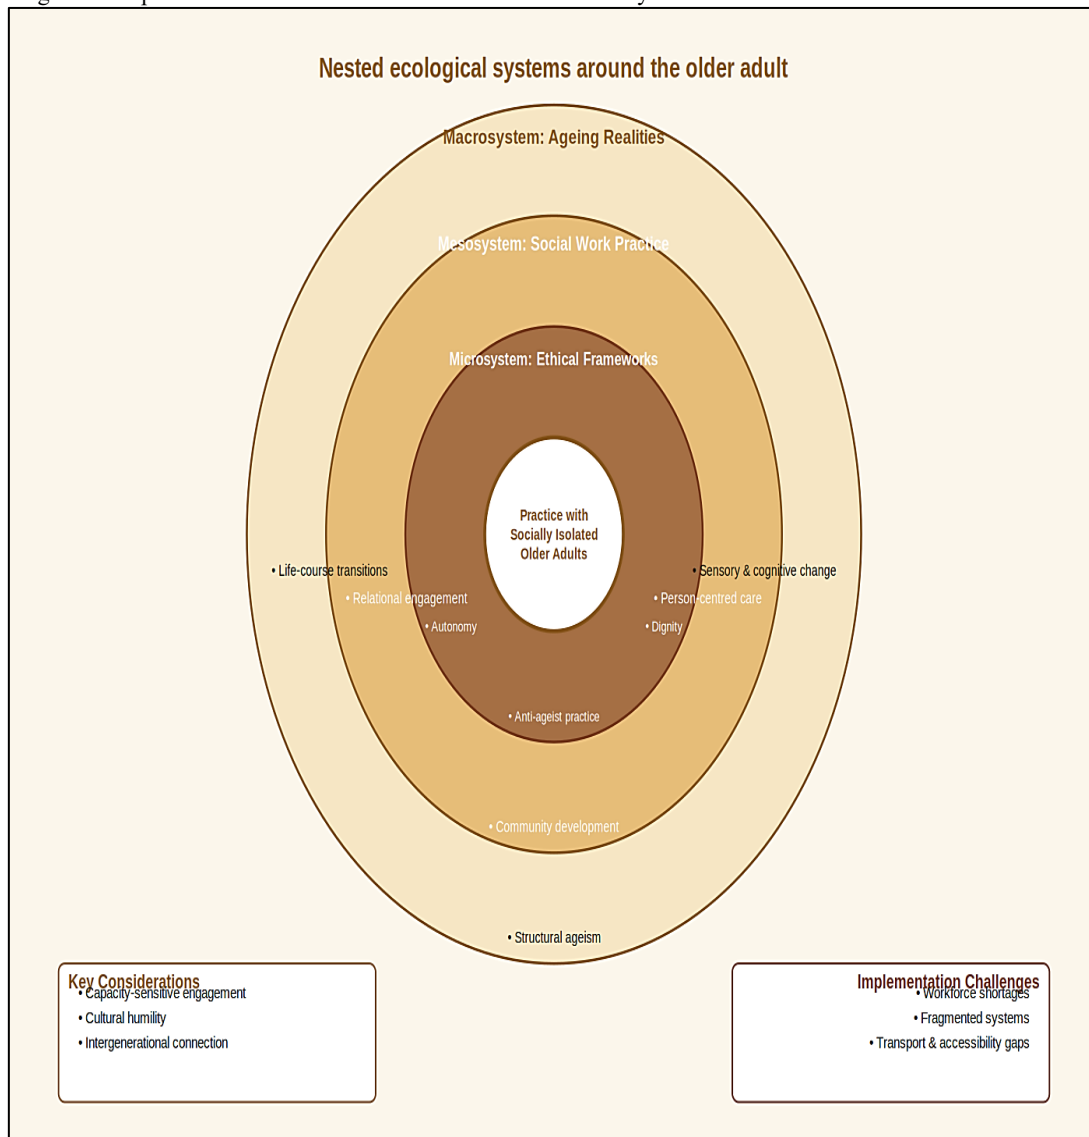 Nested ecological systems around the older adult
Macrosystem: Ageing Realities
Mesosystem: Social Work Practice
Microsystem: Ethical Frameworks
Practice with
Socially Isolated
Older Adults
• Life-course transitions
• Sensory & cognitive change
• Relational engagement
• Person-centred care
• Autonomy
• Dignity
• Anti-ageist practice
• Community development
• Structural ageism
Key Considerations
• Capacity-sensitive engagement
• Cultural humility
• Intergenerational connection
Implementation Challenges
• Workforce shortages
• Fragmented systems
• Transport & accessibility gaps